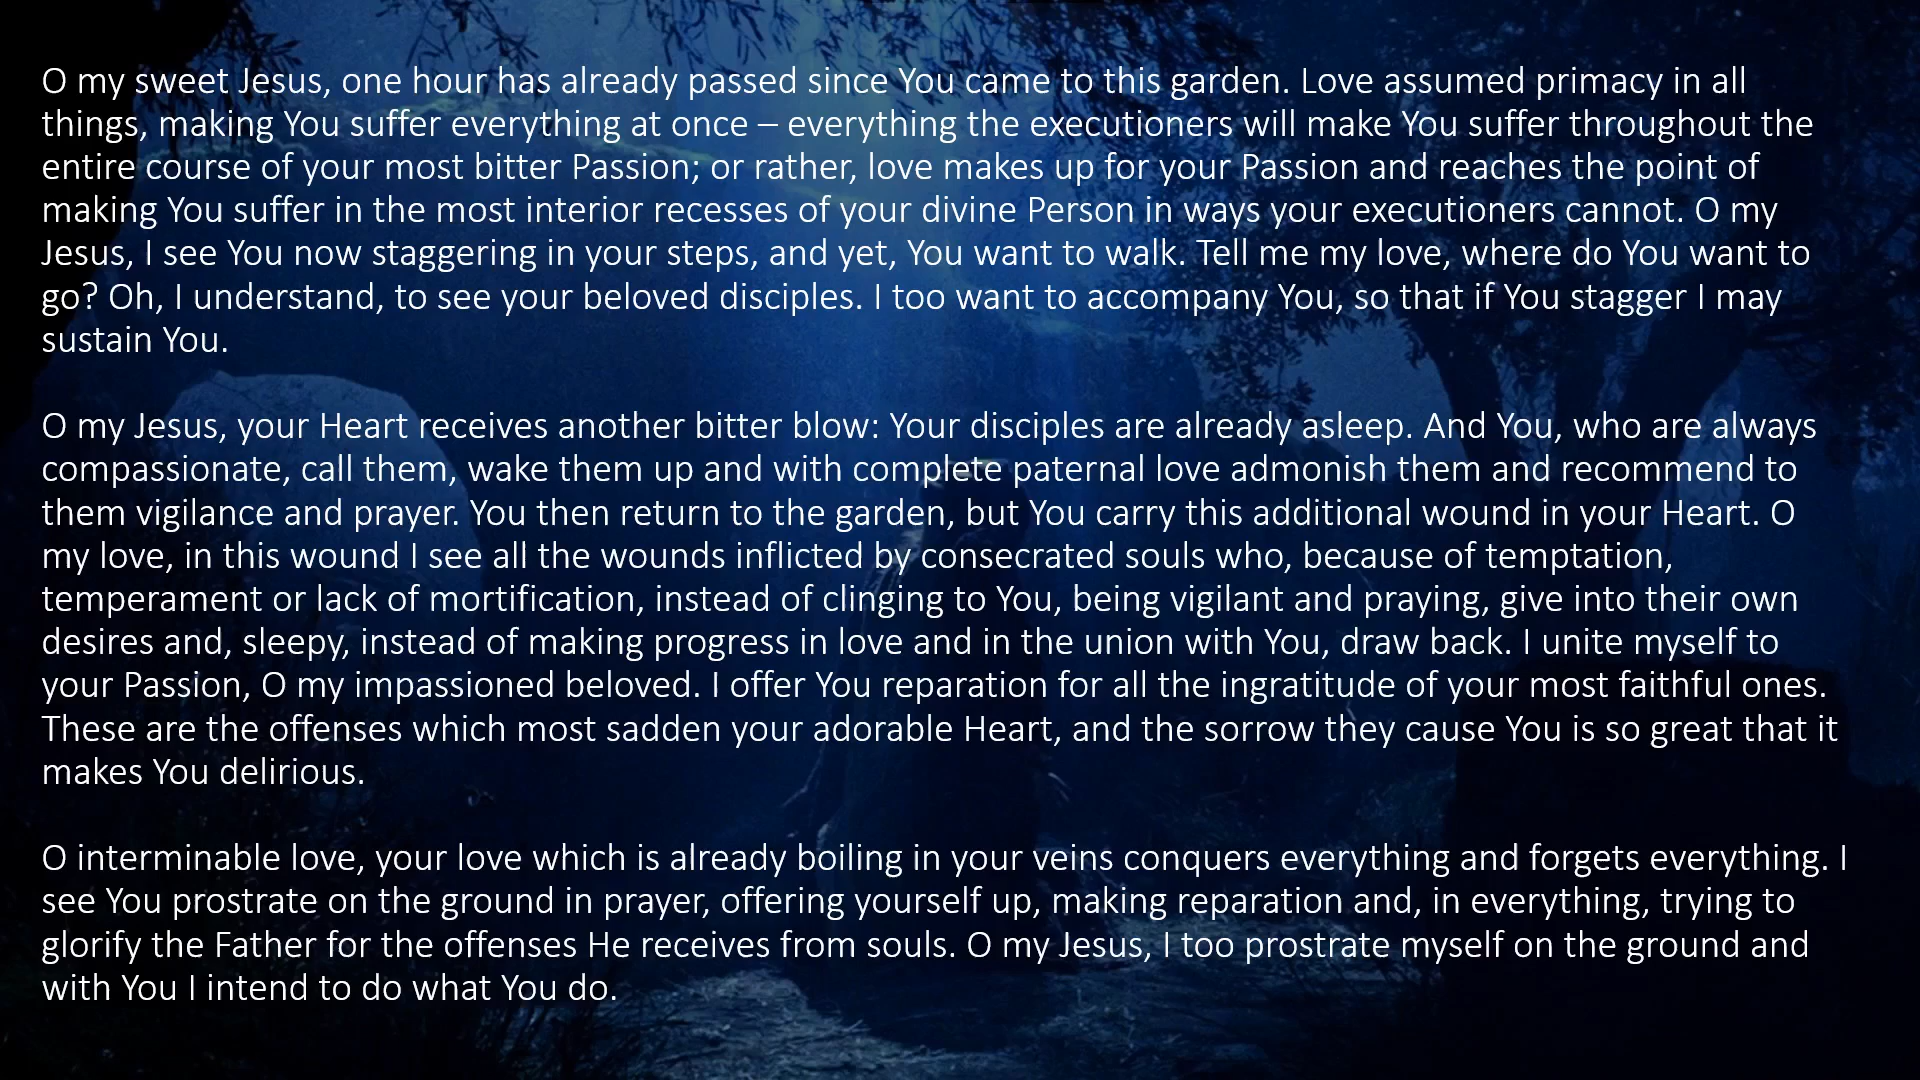 O my sweet Jesus, one hour has already passed since You came to this garden. Love assumed primacy in all
things, making You suffer everything at once – everything the executioners will make You suffer throughout the
entire course of your most bitter Passion; or rather, love makes up for your Passion and reaches the point of
making You suffer in the most interior recesses of your divine Person in ways your executioners cannot. O my
Jesus, I see You now staggering in your steps, and yet, You want to walk. Tell me my love, where do You want to
go? Oh, I understand, to see your beloved disciples. I too want to accompany You, so that if You stagger I may
sustain You.
O my Jesus, your Heart receives another bitter blow: Your disciples are already asleep. And You, who are always
compassionate, call them, wake them up and with complete paternal love admonish them and recommend to
them vigilance and prayer. You then return to the garden, but You carry this additional wound in your Heart. O
my love, in this wound I see all the wounds inflicted by consecrated souls who, because of temptation,
temperament or lack of mortification, instead of clinging to You, being vigilant and praying, give into their own
desires and, sleepy, instead of making progress in love and in the union with You, draw back. I unite myself to
your Passion, O my impassioned beloved. I offer You reparation for all the ingratitude of your most faithful ones.
These are the offenses which most sadden your adorable Heart, and the sorrow they cause You is so great that it
makes You delirious.
O interminable love, your love which is already boiling in your veins conquers everything and forgets everything. I
see You prostrate on the ground in prayer, offering yourself up, making reparation and, in everything, trying to
glorify the Father for the offenses He receives from souls. O my Jesus, I too prostrate myself on the ground and
with You I intend to do what You do.